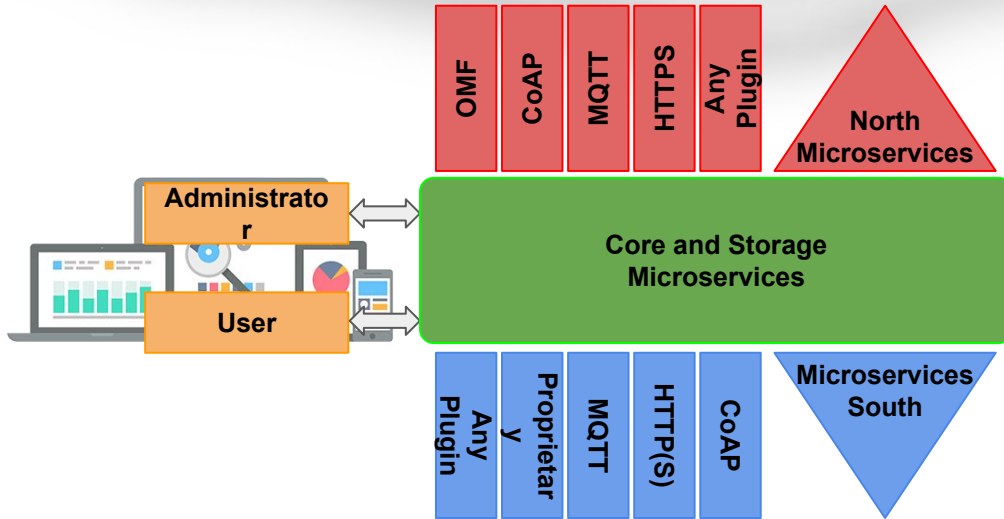 OMF
CoAP
MQTT
HTTPS
Any
Plugin
North
Microservices
Administrato
r
User
Core and Storage
Microservices
Any
Plugin
Proprietar
y
MQTT
HTTP(S)
CoAP
Microservices
South